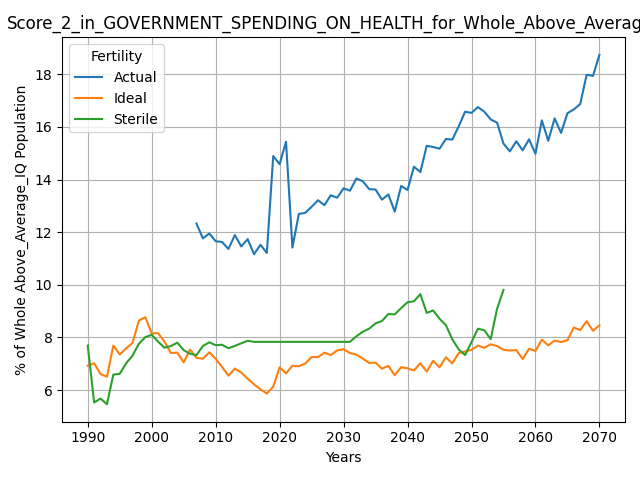 Score_2_in_GOVERNMENT_SPENDING_ON_HEALTH_for_Whole_Above_Averag
Fertility
Actual
Ideal
Sterile
% of Whole Above_Average_IQ Population
18
16
14
12
10
8
6
1990 2000 2010 2020 2030 2040 2050 2060 2070
Years